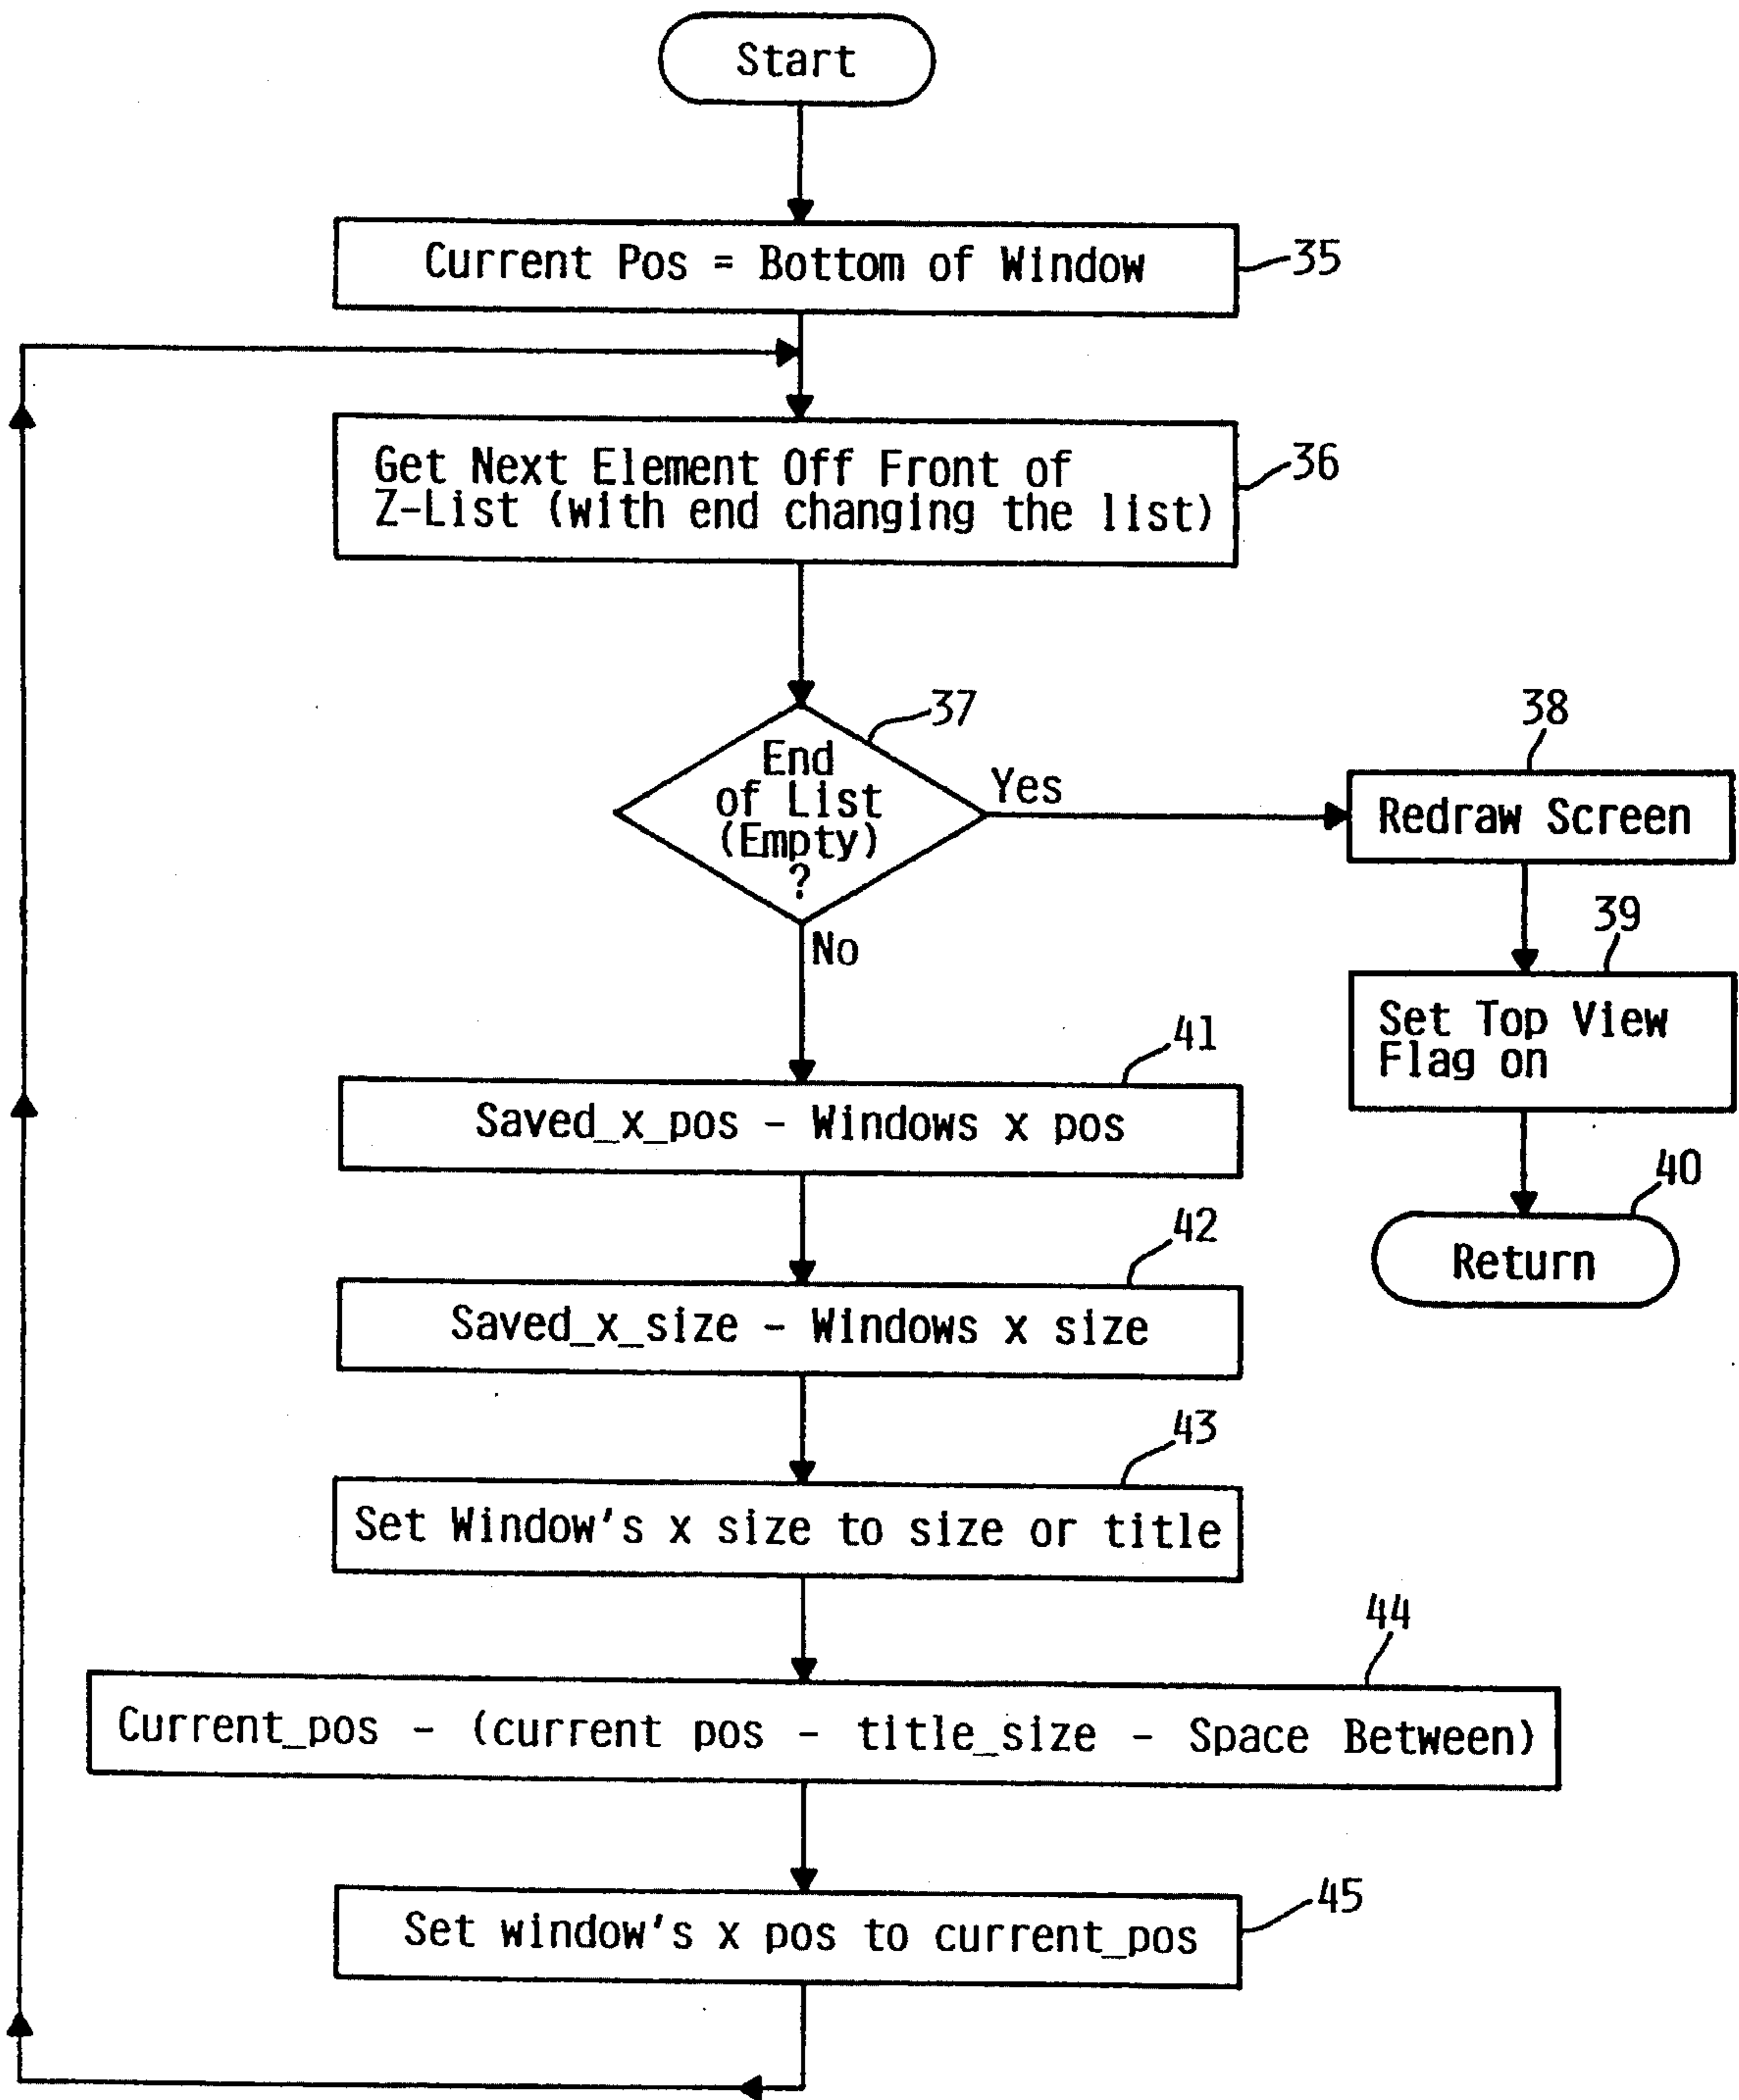 Start
Current Pos = Bottom of Window
35
Get Next Element Off Front of
Z-List (with end changing the list)
36
37
End
of List
(Empty)
?
Yes
No
38
Redraw Screen
39
Set Top View
Flag on
40
Return
41
Saved_x_pos - Windows x pos
42
Saved_x_size - Windows x size
43
Set Window's x size to size or title
44
Current_pos - (current pos - title_size - Space Between)
45
Set window's x pos to current_pos